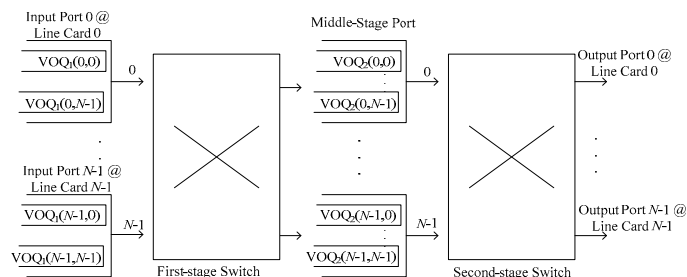 Input Port 0 @
Line Card 0
VOQ1(0,0)
0
VOQ1(0,N-1)
Input Port N-1 @
Line Card N-1
VOQ1(N-1,0)
N-1
VOQ1(N-1,N-1)
First-stage Switch
Middle-Stage Port
VOQ2(0,0)
0
VOQ2(0,N-1)
VOQ2(N-1,0)
N-1
VOQ2(N-1,N-1)
Second-stage Switch
Output Port 0 @
Line Card 0
Output Port N-1 @
Line Card N-1